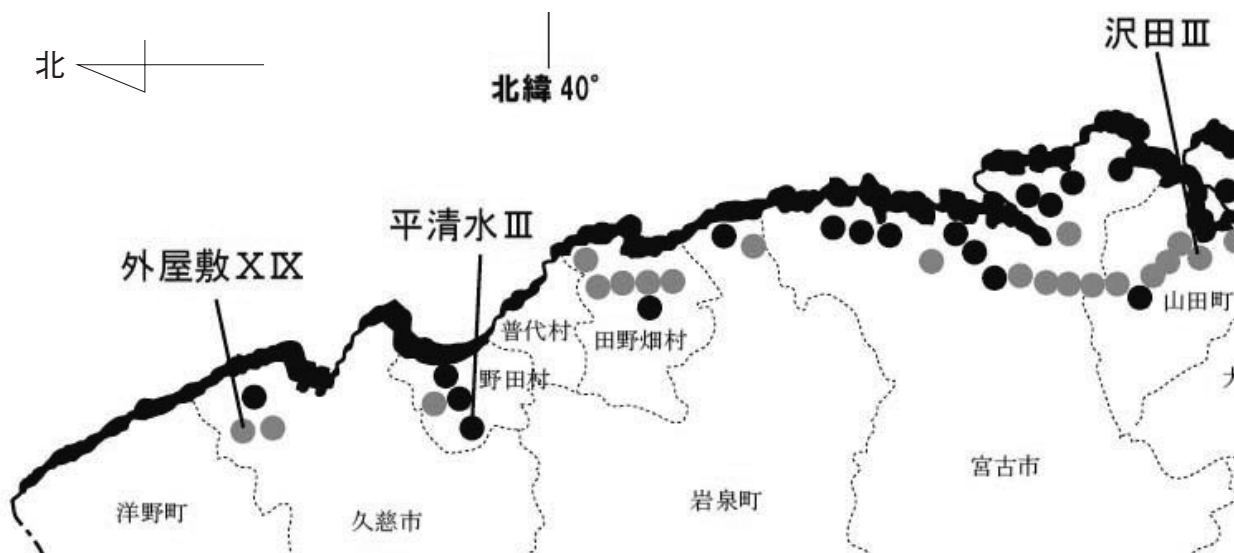 沢田Ⅲ
北
北緯 40°
平清水Ⅲ
外屋敷ⅩⅨ
普代村
田野畑村
山田町
野田村
大
宮古市
岩泉町
洋野町
久慈市